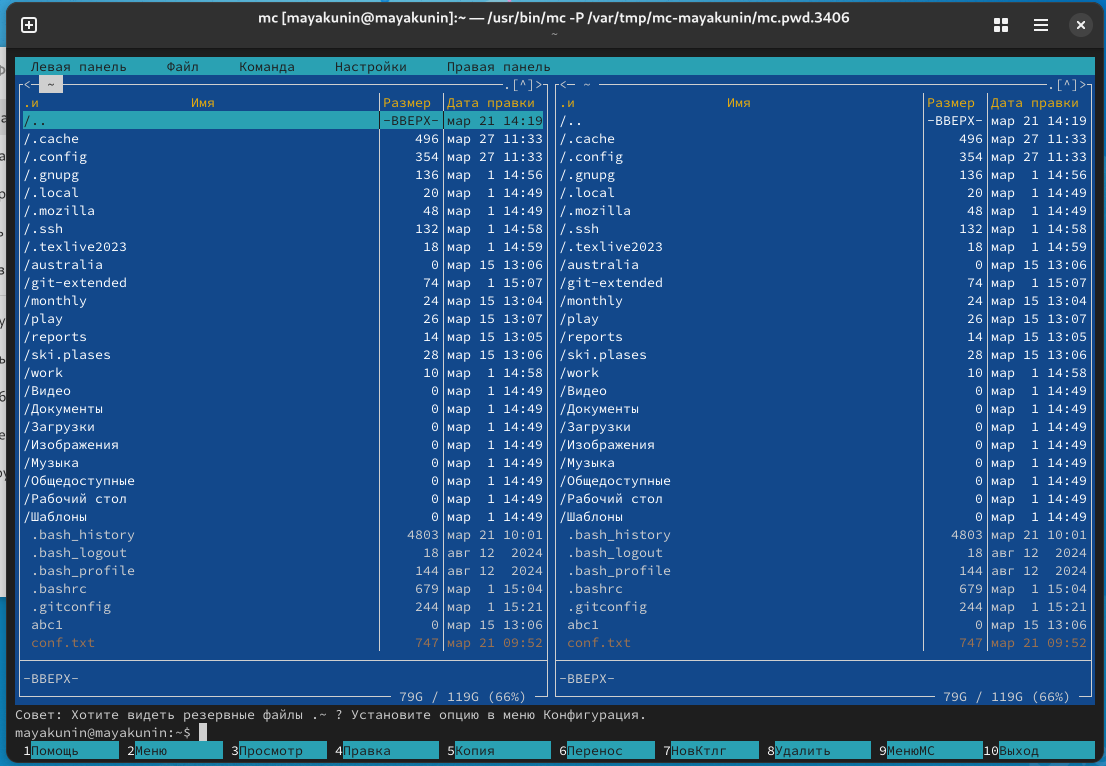 mc [mayakunin@mayakunin]:~ — /usr/bin/mc -P /var/tmp/mc-mayakunin/mc.pwd.3406
~
Левая панель Файл Команда Настройки Правая панель
<─ ~ .[^]> <─ ~ .[^]>
.и Имя Размер Дата правки .и Имя Размер Дата правки
/.. -ВВЕРХ- мар 21 14:19 /.. -ВВЕРХ- мар 21 14:19
/.cache 496 мар 27 11:33 /.cache 496 мар 27 11:33
/.config 354 мар 27 11:33 /.config 354 мар 27 11:33
/.gnupg 136 мар 1 14:56 /.gnupg 136 мар 1 14:56
/.local 20 мар 1 14:49 /.local 20 мар 1 14:49
/.mozilla 48 мар 1 14:49 /.mozilla 48 мар 1 14:49
/.ssh 132 мар 1 14:58 /.ssh 132 мар 1 14:58
/.texlive2023 18 мар 1 14:59 /.texlive2023 18 мар 1 14:59
/australia 0 мар 15 13:06 /australia 0 мар 15 13:06
/git-extended 74 мар 1 15:07 /git-extended 74 мар 1 15:07
/monthly 24 мар 15 13:04 /monthly 24 мар 15 13:04
/play 26 мар 15 13:07 /play 26 мар 15 13:07
/reports 14 мар 15 13:05 /reports 14 мар 15 13:05
/ski.plases 28 мар 15 13:06 /ski.plases 28 мар 15 13:06
/work 10 мар 1 14:58 /work 10 мар 1 14:58
/Видео 0 мар 1 14:49 /Видео 0 мар 1 14:49
/Документы 0 мар 1 14:49 /Документы 0 мар 1 14:49
/Загрузки 0 мар 1 14:49 /Загрузки 0 мар 1 14:49
/Изображения 0 мар 1 14:49 /Изображения 0 мар 1 14:49
/Музыка 0 мар 1 14:49 /Музыка 0 мар 1 14:49
/Общедоступные 0 мар 1 14:49 /Общедоступные 0 мар 1 14:49
/Рабочий стол 0 мар 1 14:49 /Рабочий стол 0 мар 1 14:49
/Шаблоны 0 мар 1 14:49 /Шаблоны 0 мар 1 14:49
.bash_history 4803 мар 21 10:01 .bash_history 4803 мар 21 10:01
.bash_logout 18 авг 12 2024 .bash_logout 18 авг 12 2024
.bash_profile 144 авг 12 2024 .bash_profile 144 авг 12 2024
.bashrc 679 мар 1 15:04 .bashrc 679 мар 1 15:04
.gitconfig 244 мар 1 15:21 .gitconfig 244 мар 1 15:21
abc1 0 мар 15 13:06 abc1 0 мар 15 13:06
conf.txt 747 мар 21 09:52 conf.txt 747 мар 21 09:52
-ВВЕРХ- -ВВЕРХ-
79G / 119G (66%) 79G / 119G (66%)
Совет: Хотите видеть резервные файлы .~ ? Установите опцию в меню Конфигурация.
mayakunin@mayakunin:~$
1Помощь 2Меню 3Просмотр 4Правка 5Копия 6Перенос 7НовКтлг 8Удалить 9МенюМС 10Выход